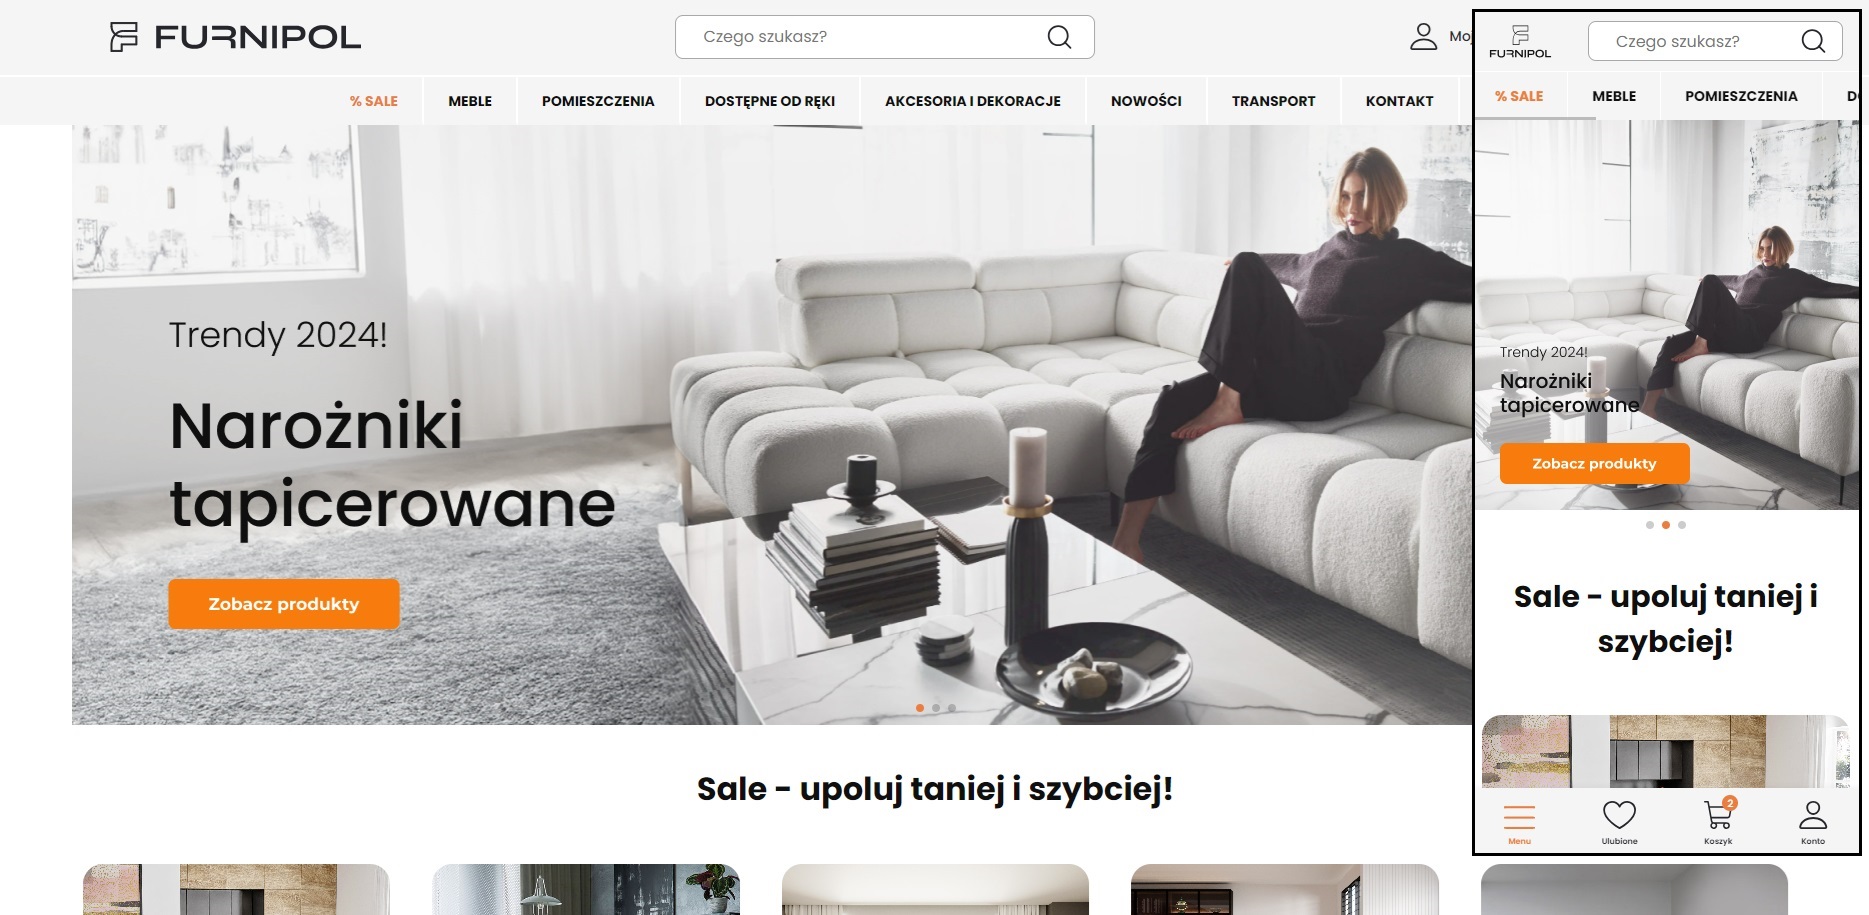 FURNIPOL
Czego szukasz?
% SALE
MEBLE
POMIESZCZENIA
DOSTĘPNE OD RĘKI
AKCESORIA I DEKORACJE
NOWOŚCI
TRANSPORT
KONTAKT
Trendy 2024!
Narożniki
tapicerowane
Zobacz produkty
Sale - upoluj taniej i szybciej!
FURNIPOL
Czego szukasz?
% SALE
MEBLE
POMIESZCZENIA
Trendy 2024!
Narożniki
tapicerowane
Zobacz produkty
Sale - upoluj taniej i
szybciej!
2
Menu
Ulubione
Koszyk
Konto